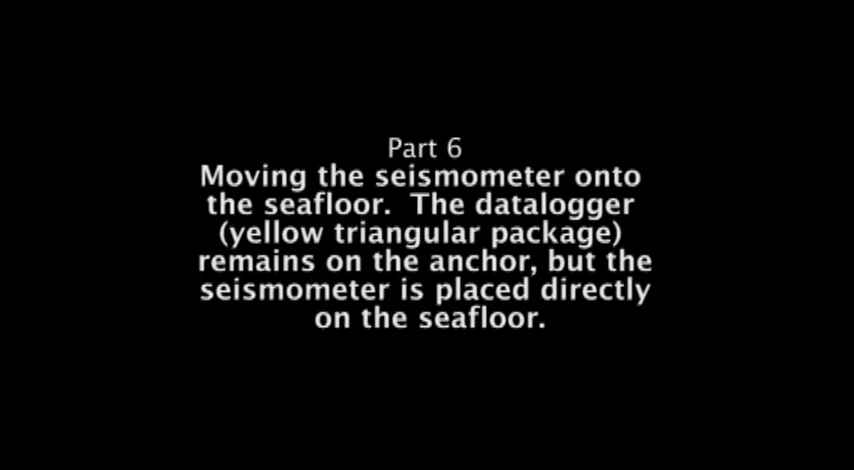 Part 6
Moving the seismometer onto
the seafloor.  The datalogger
(yellow triangular package)
remains on the anchor, but the
seismometer is placed directly
on the seafloor.